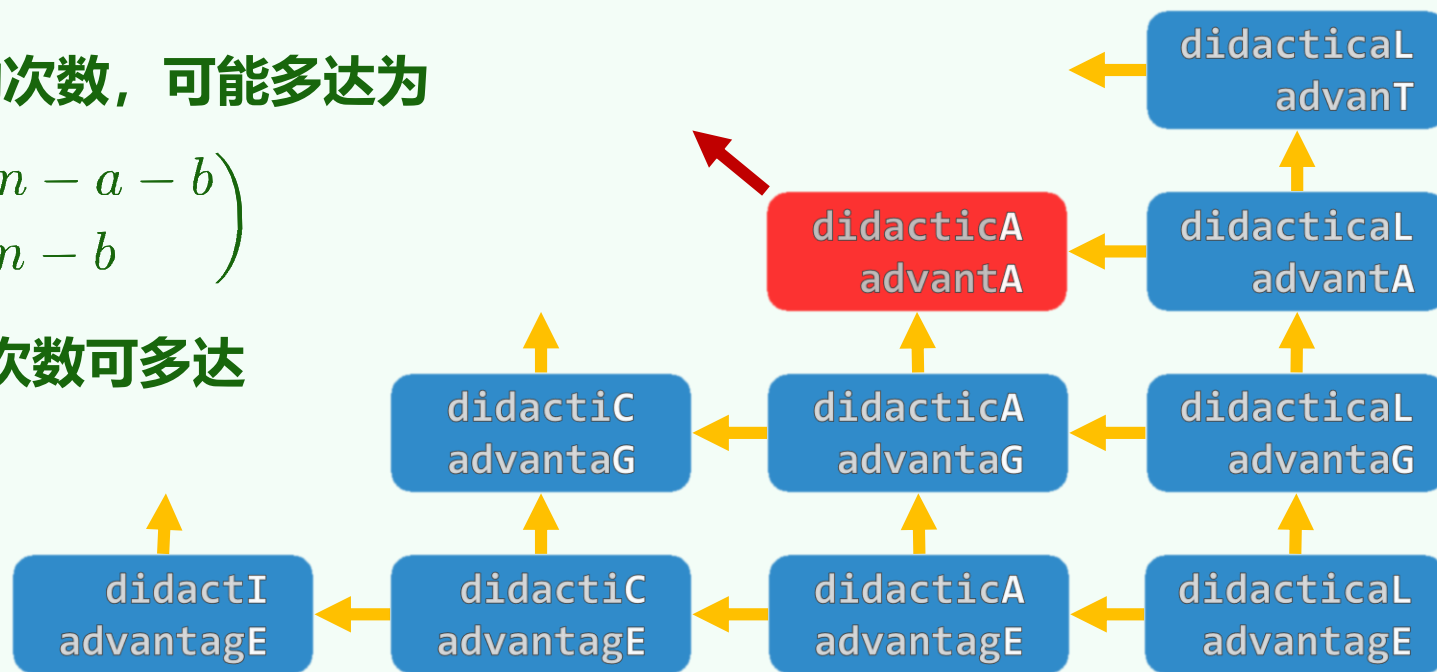 次数，可能多达为
n − a − b
n − b
次数可多达
didacticaL
advanT
didacticA
advantA
didacticaL
advantA
didactiC
advantaG
didacticA
advantaG
didacticaL
advantaG
didactI
advantagE
didactiC
advantagE
didacticA
advantagE
didacticaL
advantagE